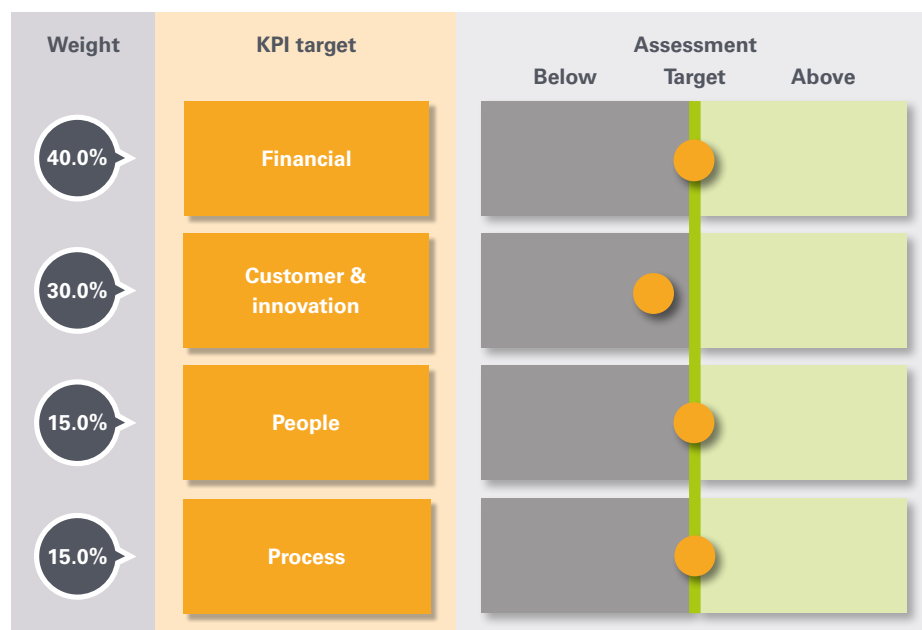 Weight
KPI target
Assessment
Below
Target
Above
40.0%
Financial
30.0%
Customer &
innovation
15.0%
People
15.0%
Process